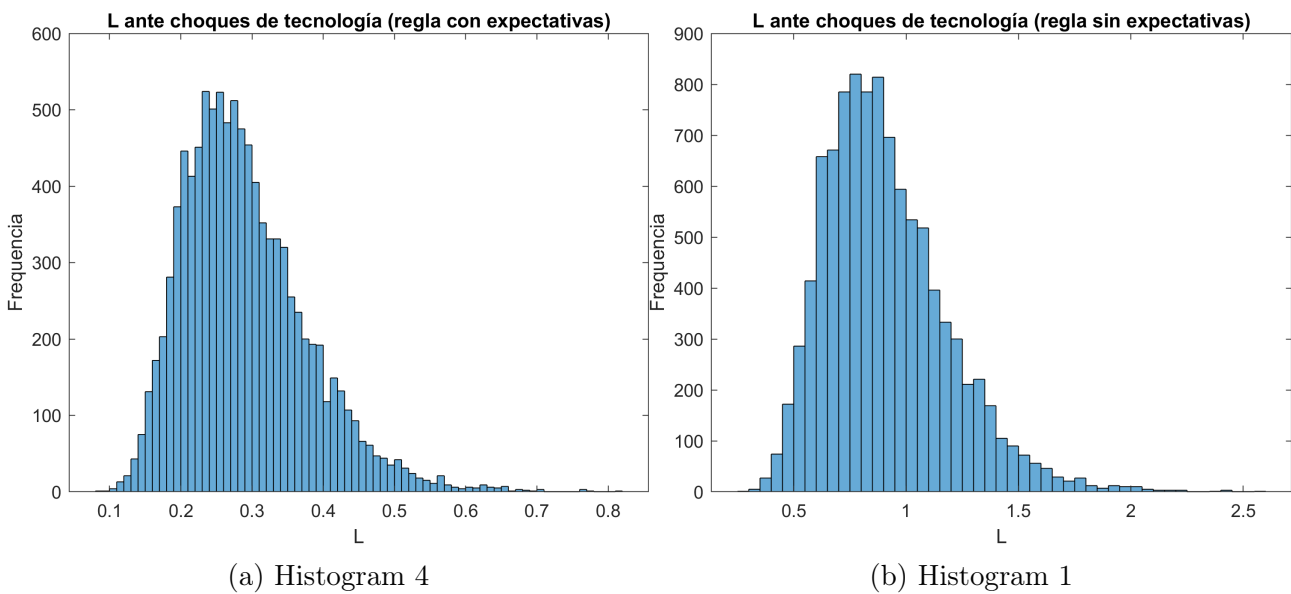 L ante choques de tecnología (regla con expectativas)
600
500
400
300
200
100
0
Frequencia
0.1 0.2 0.3 0.4 0.5 0.6 0.7 0.8
L
(a) Histogram 4
L ante choques de tecnología (regla sin expectativas)
900
800
700
600
500
400
300
200
100
0
Frequencia
0.5 1 1.5 2 2.5
L
(b) Histogram 1